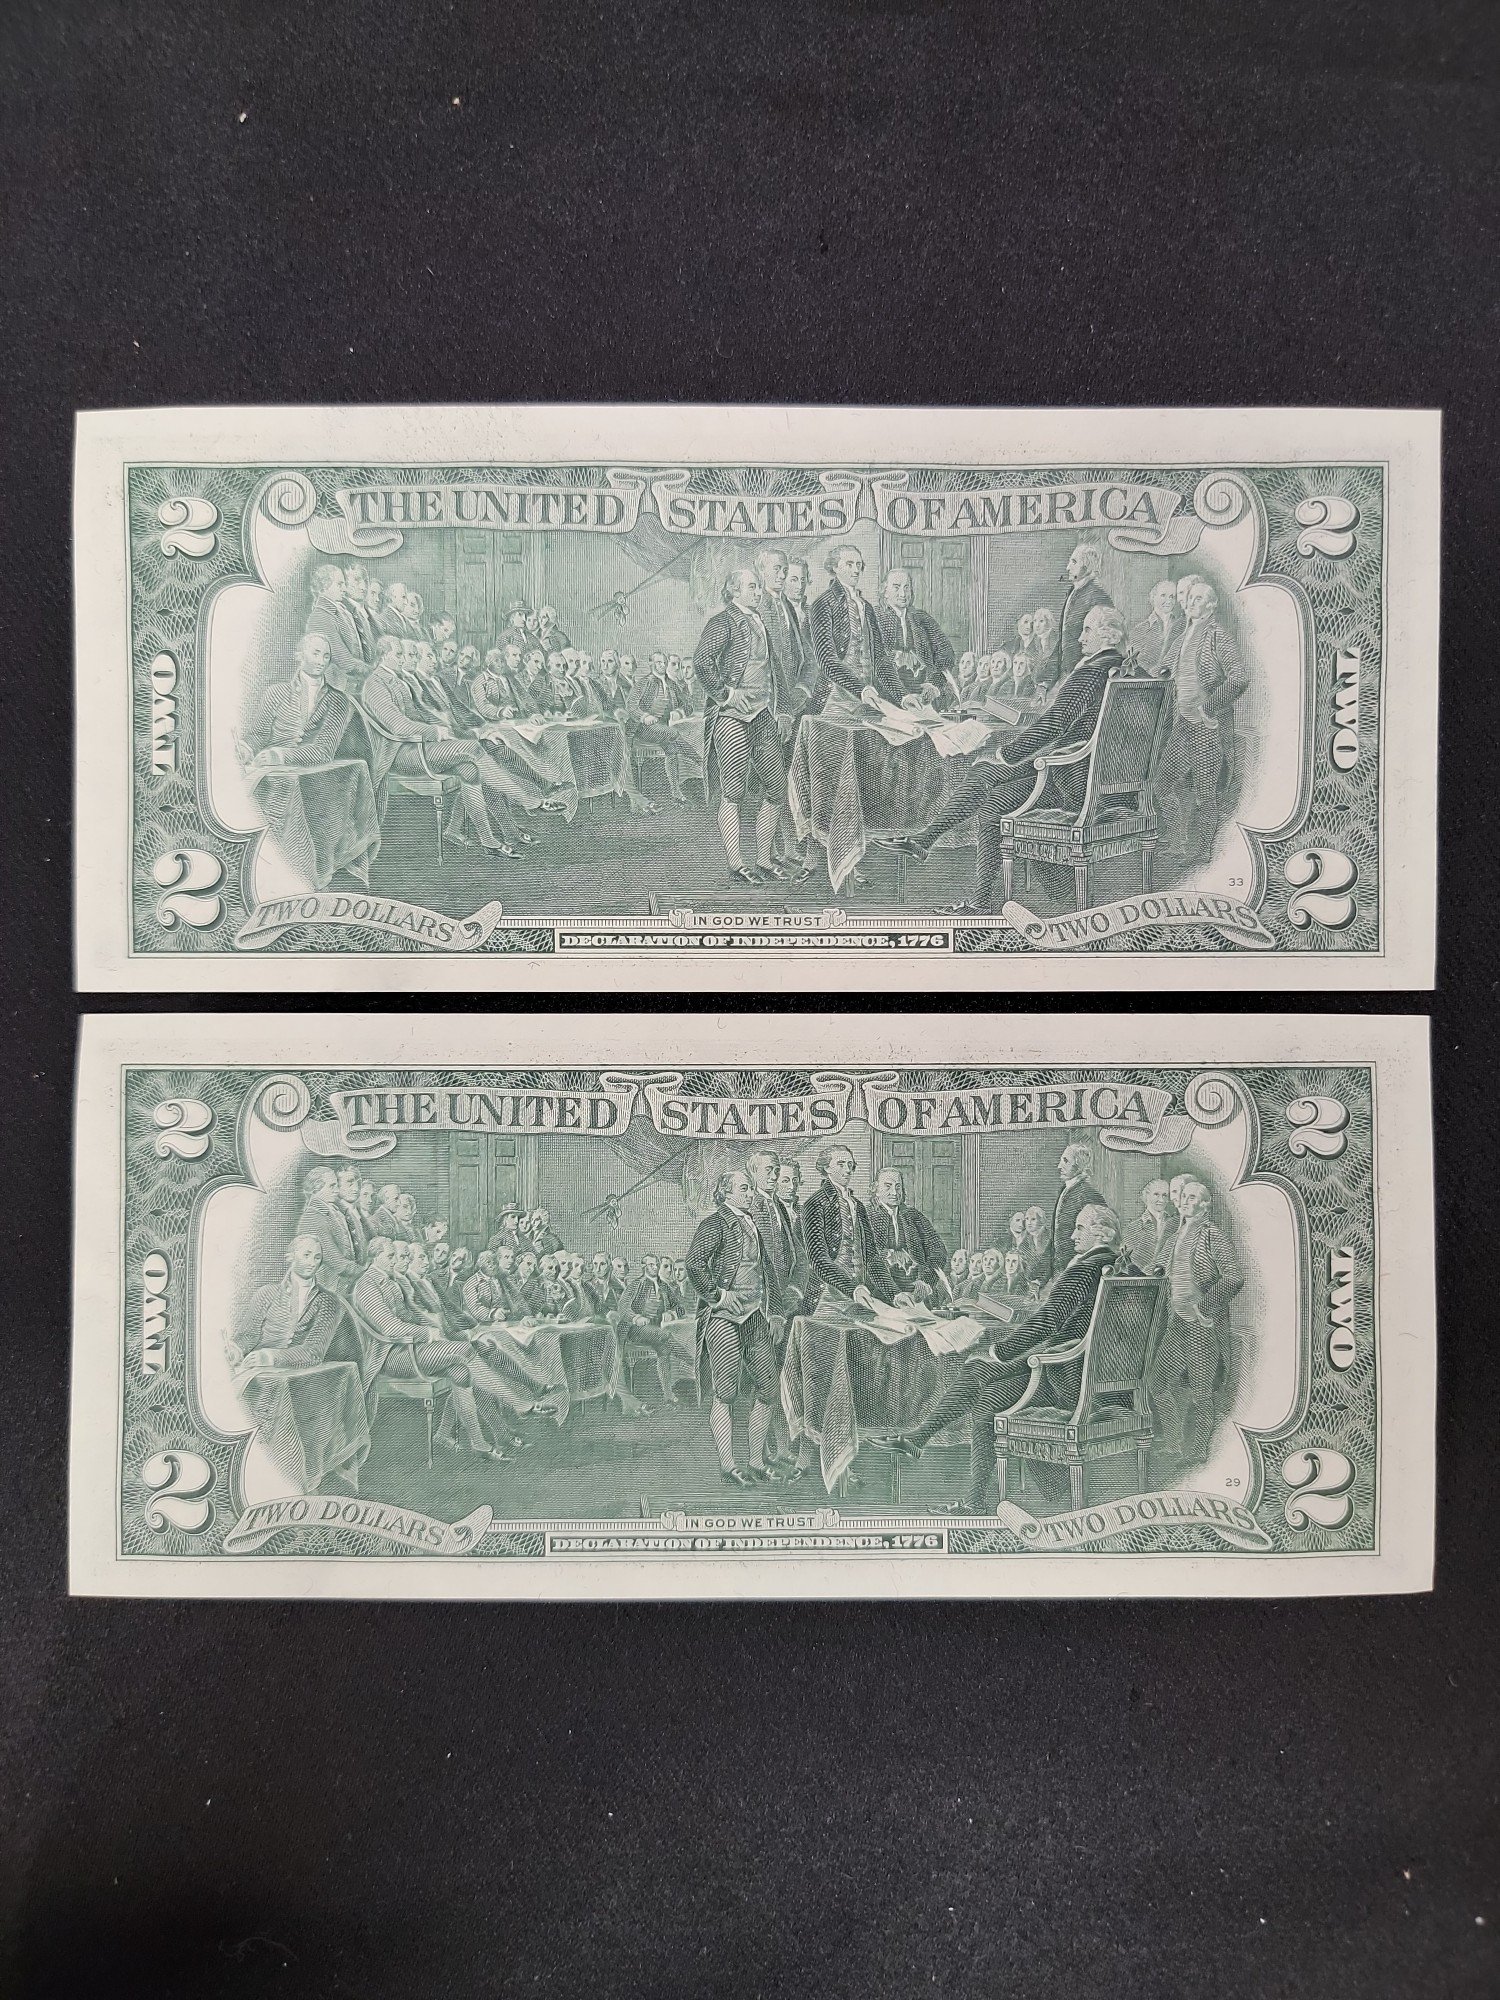 THE UNITED STATES OF AMERICA
2 2
TWO TWO
2 33 2
TWO DOLLARS IN GOD WE TRUST TWO DOLLARS
DECLARATION OF INDEPENDENCE, 1776
THE UNITED STATES OF AMERICA
2 2
TWO TWO
2 29 2
TWO DOLLARS IN GOD WE TRUST TWO DOLLARS
DECLARATION OF INDEPENDENCE, 1776